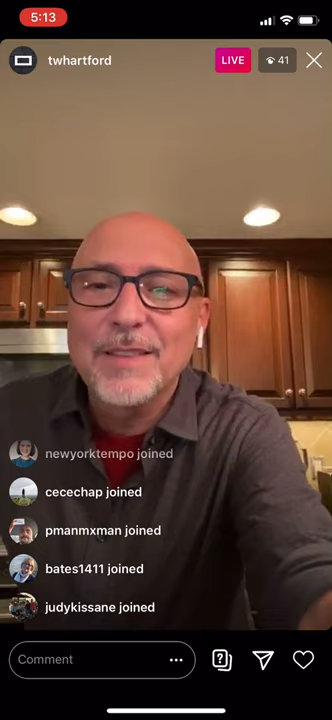 5:13
twhartford
LIVE
41
newyorktempo joined
cecechap joined
pmanmxman joined
bates1411 joined
judykissane joined
Comment